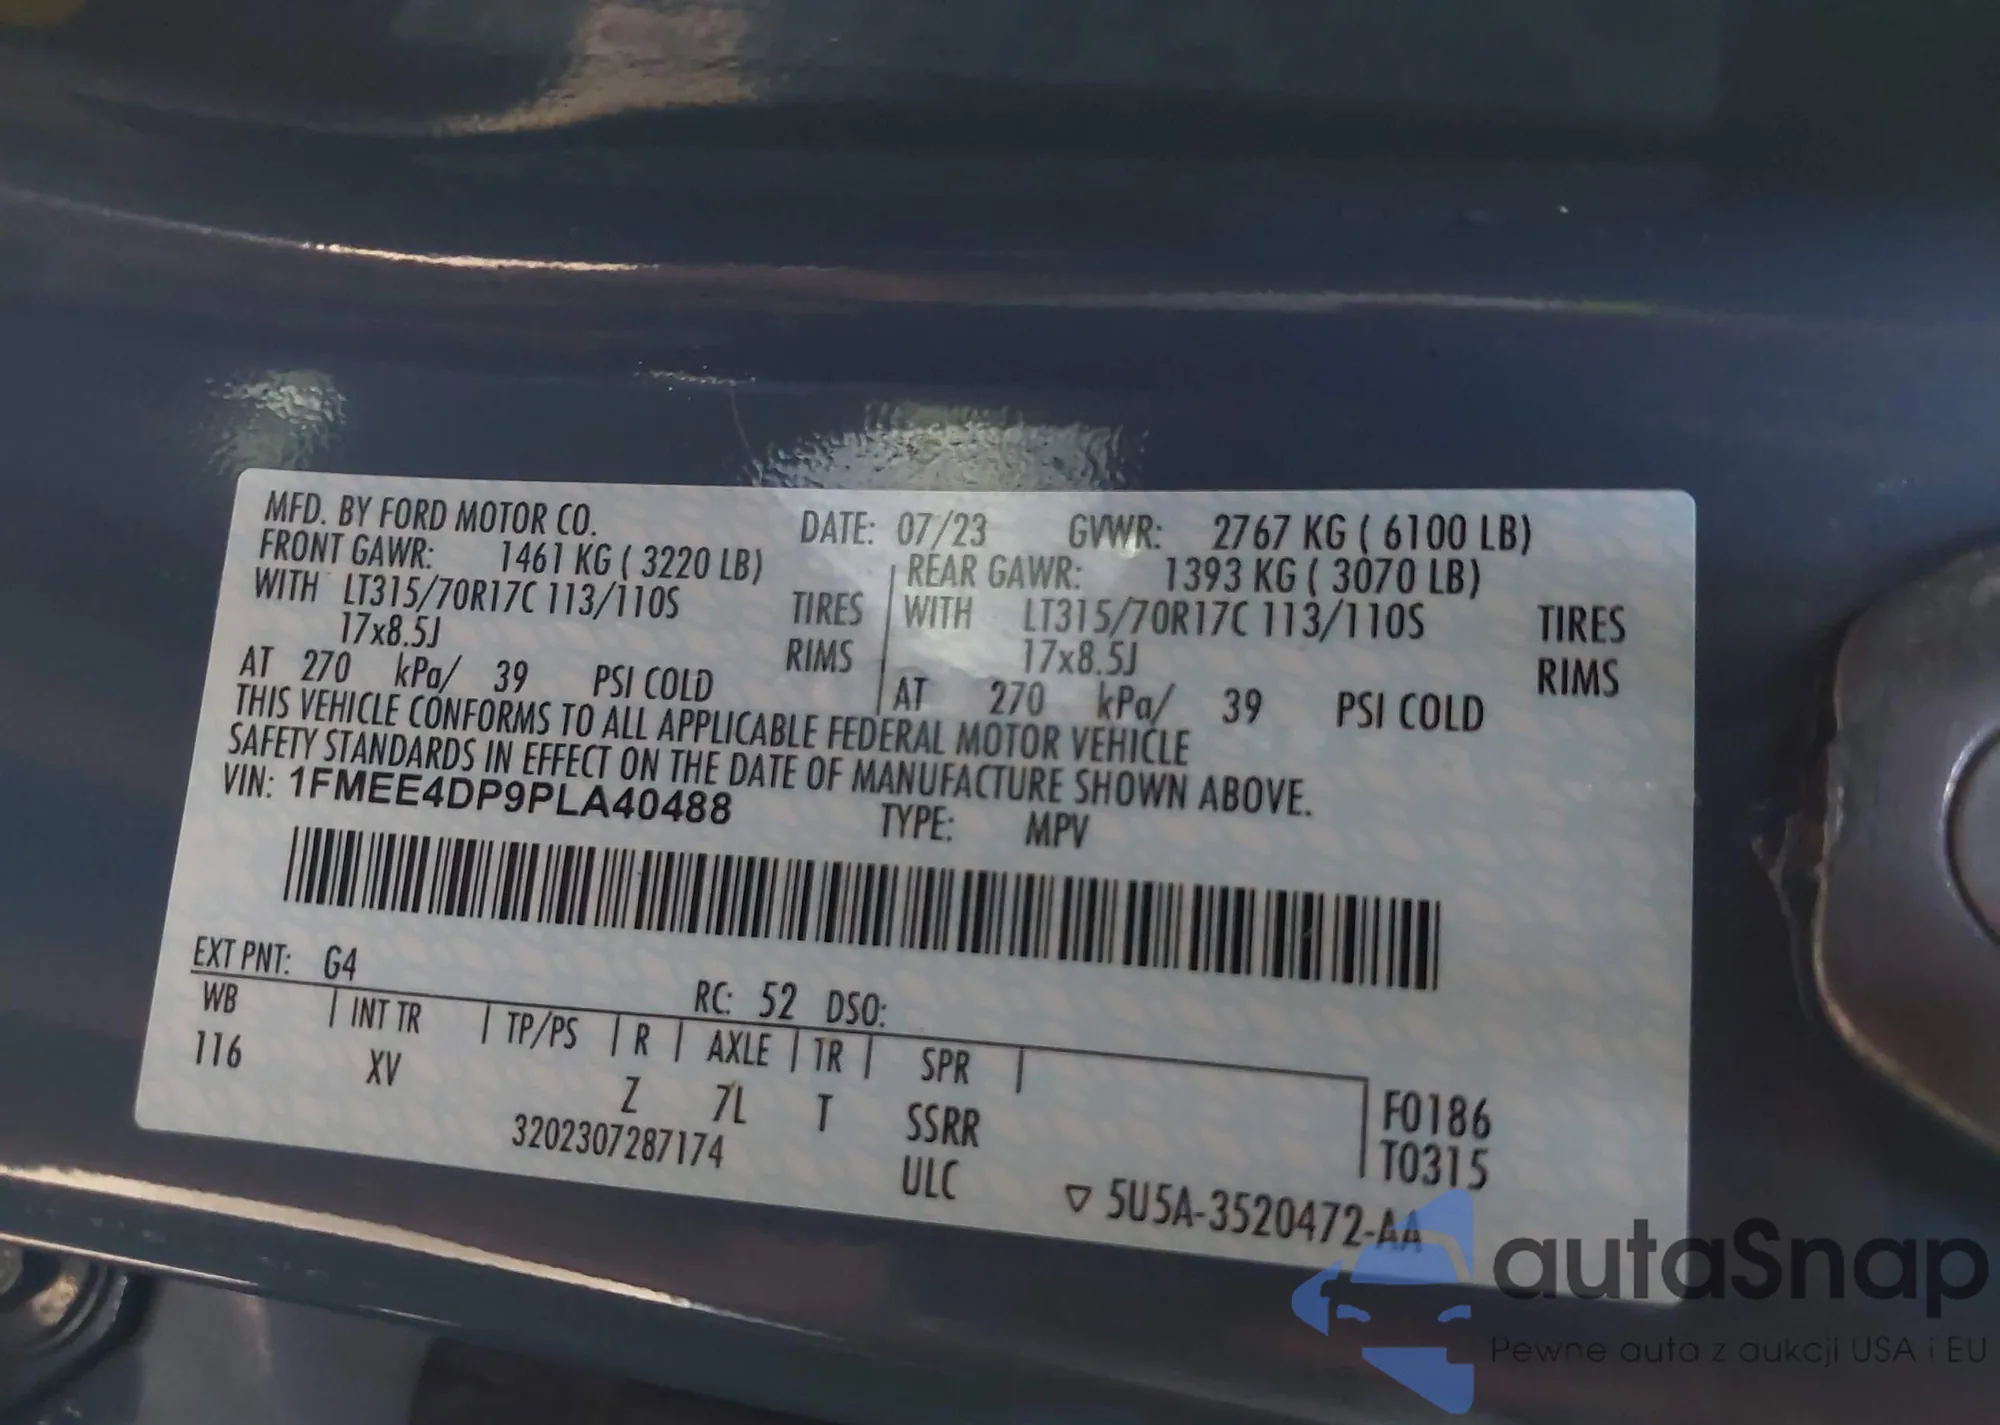 MFD. BY FORD MOTOR CO. DATE: 07/23 GVWR: 2767 KG ( 6100 LB)
FRONT GAWR: 1461 KG ( 3220 LB) REAR GAWR: 1393 KG ( 3070 LB)
WITH LT315/70R17C 113/110S TIRES WITH LT315/70R17C 113/110S TIRES
17x8.5J RIMS 17x8.5J RIMS
AT 270 kPa/ 39 PSI COLD AT 270 kPa/ 39 PSI COLD
THIS VEHICLE CONFORMS TO ALL APPLICABLE FEDERAL MOTOR VEHICLE
SAFETY STANDARDS IN EFFECT ON THE DATE OF MANUFACTURE SHOWN ABOVE.
VIN: 1FMEE4DP9PLA40488 TYPE: MPV
EXT PNT: G4 RC: 52 DSO:
WB INT TR TP/PS R AXLE TR SPR
116 XV Z 7L T SSRR F0186
3202307287174 ULC T0315
▽ 5U5A-3520472-AA
autaSnap
Pewne auta z aukcji USA i EU